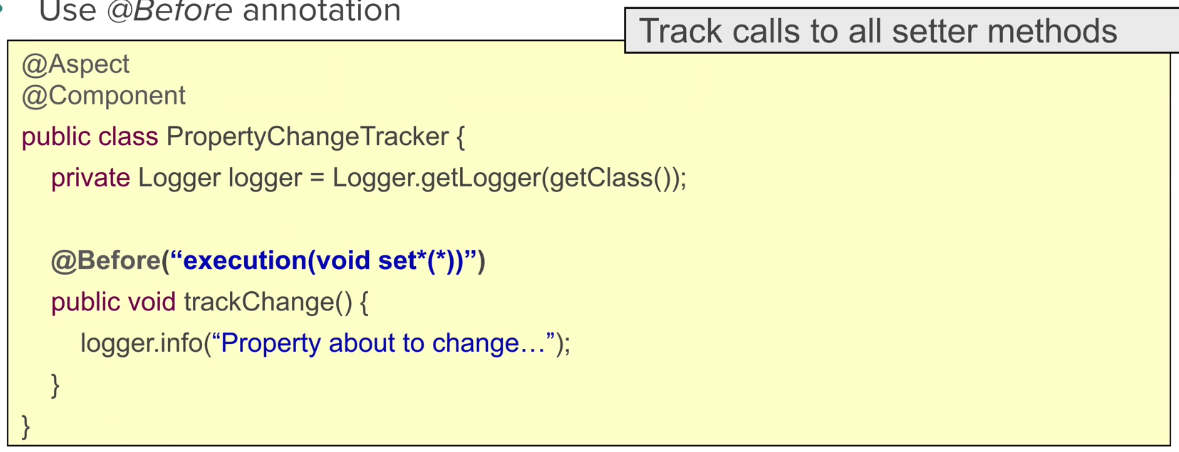 Use @Before annotation
Track calls to all setter methods
@Aspect
@Component
public class PropertyChangeTracker {
private Logger logger = Logger.getLogger(getClass());
@Before(“execution(void set*(*))”)
public void trackChange() {
logger.info(“Property about to change…”);
}
}